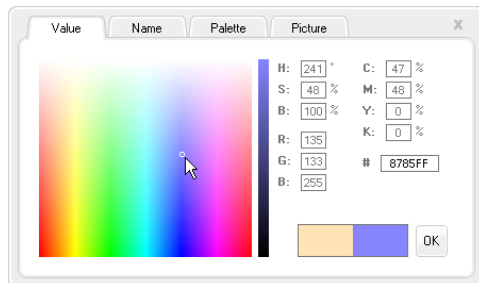 Value Name Palette Picture X
H: 241 ° C: 47 %
S: 48 % M: 48 %
B: 100 % Y: 0 %
K: 0 %
R: 135
G: 133 # 8785FF
B: 255
OK